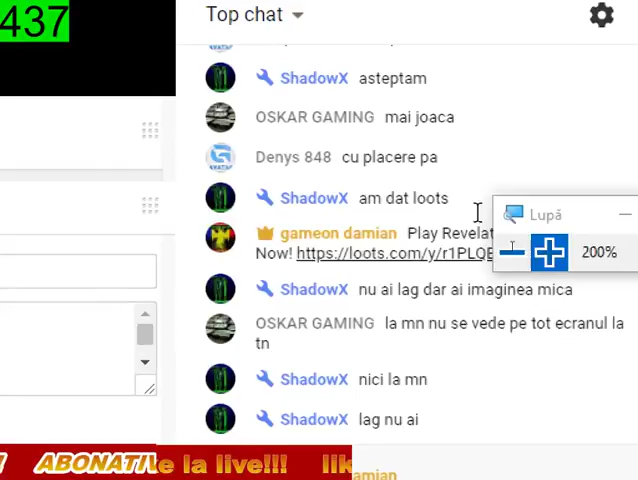 437
Top chat
ShadowX asteptam
OSKAR GAMING mai joaca
Denys 848 cu placere pa
ShadowX am dat loots
Lupă
gameon damian Play Revelat
Now! https://loots.com/y/r1PLQE
200%
ShadowX nu ai lag dar ai imaginea mica
OSKAR GAMING la mn nu se vede pe tot ecranul la
tn
ShadowX nici la mn
ShadowX lag nu ai
ABONATI e la live!!! lik
amian